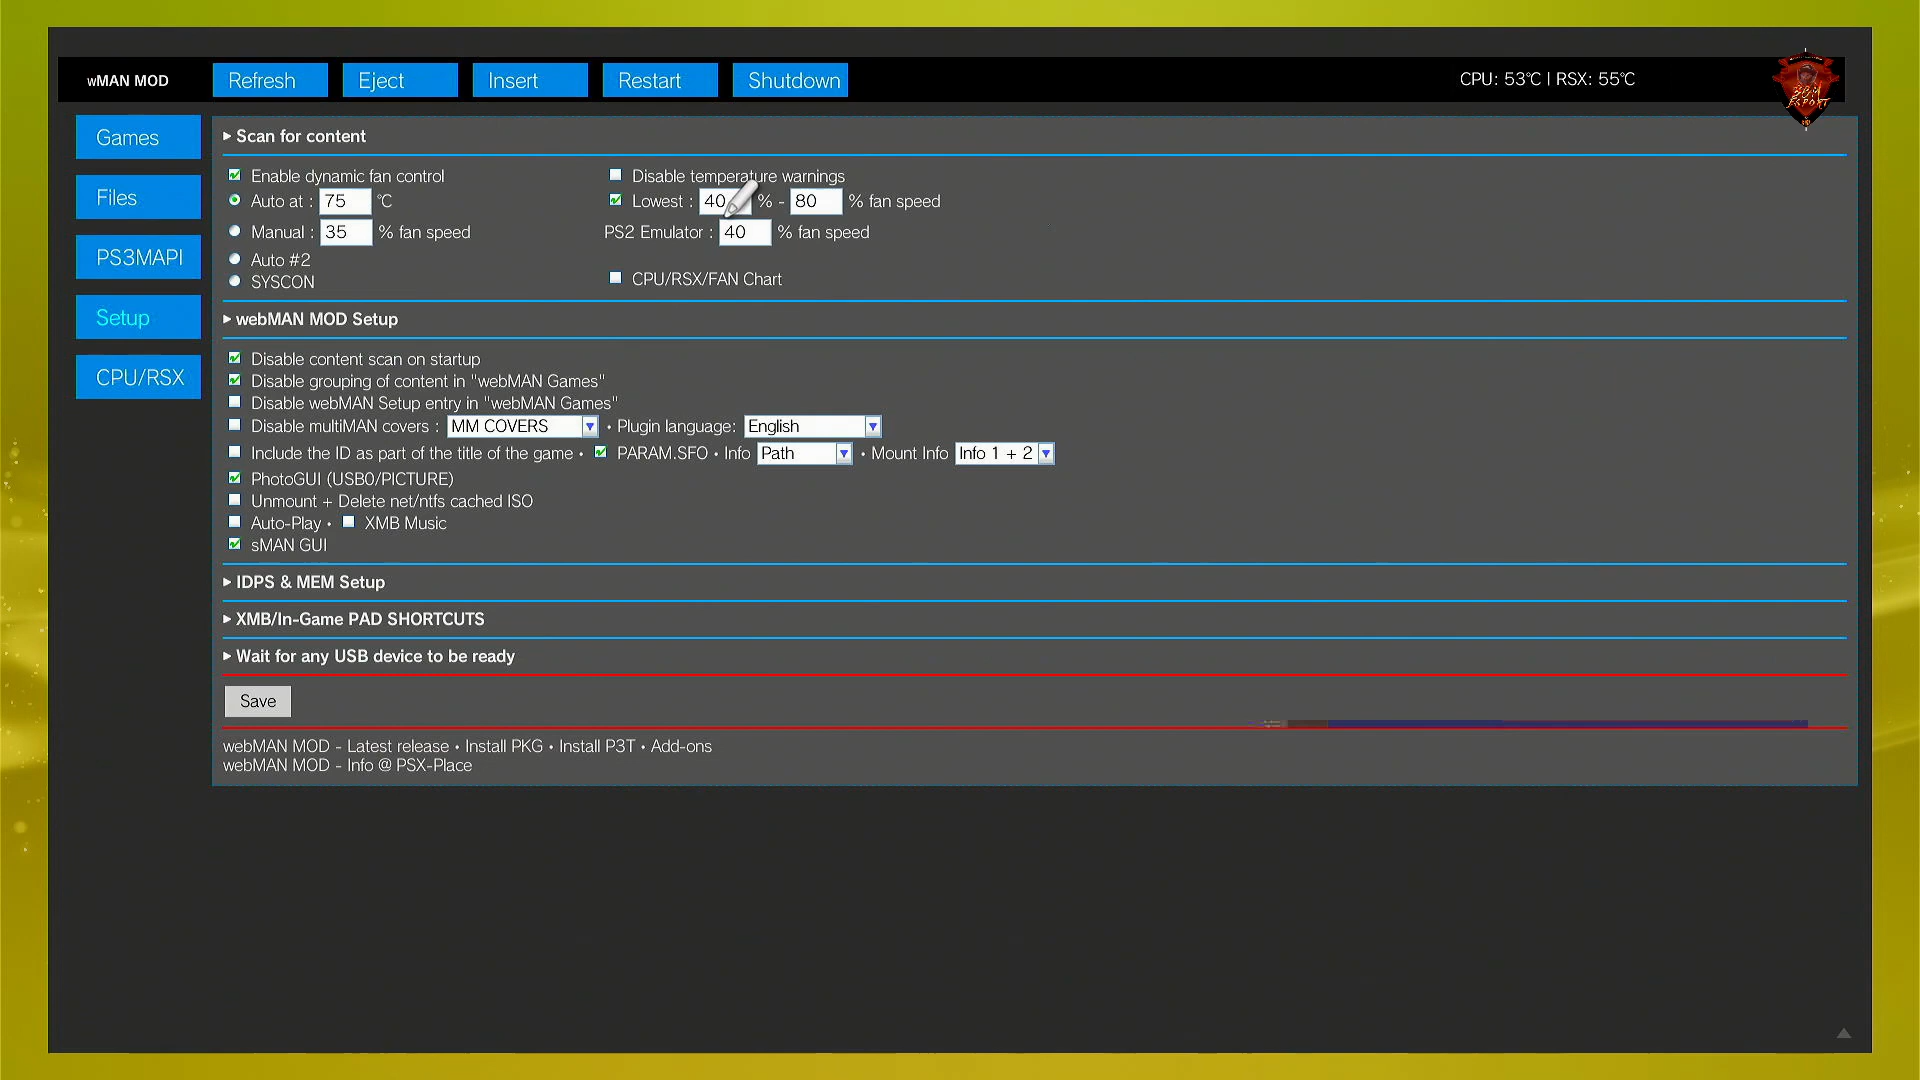 wMAN MOD Refresh Eject Insert Restart Shutdown CPU: 53°C | RSX: 55°C
Games
Files
PS3MAPI
Setup
CPU/RSX
Scan for content
Enable dynamic fan control Disable temperature warnings
Auto at : 75 °C Lowest : 40 % - 80 % fan speed
Manual : 35 % fan speed PS2 Emulator : 40 % fan speed
Auto #2
SYSCON CPU/RSX/FAN Chart
webMAN MOD Setup
Disable content scan on startup
Disable grouping of content in "webMAN Games"
Disable webMAN Setup entry in "webMAN Games"
Disable multiMAN covers : MM COVERS • Plugin language: English
Include the ID as part of the title of the game • PARAM.SFO • Info Path • Mount Info Info 1 + 2
PhotoGUI (USB0/PICTURE)
Unmount + Delete net/ntfs cached ISO
Auto-Play • XMB Music
sMAN GUI
IDPS & MEM Setup
XMB/In-Game PAD SHORTCUTS
Wait for any USB device to be ready
Save
webMAN MOD - Latest release • Install PKG • Install P3T • Add-ons
webMAN MOD - Info @ PSX-Place